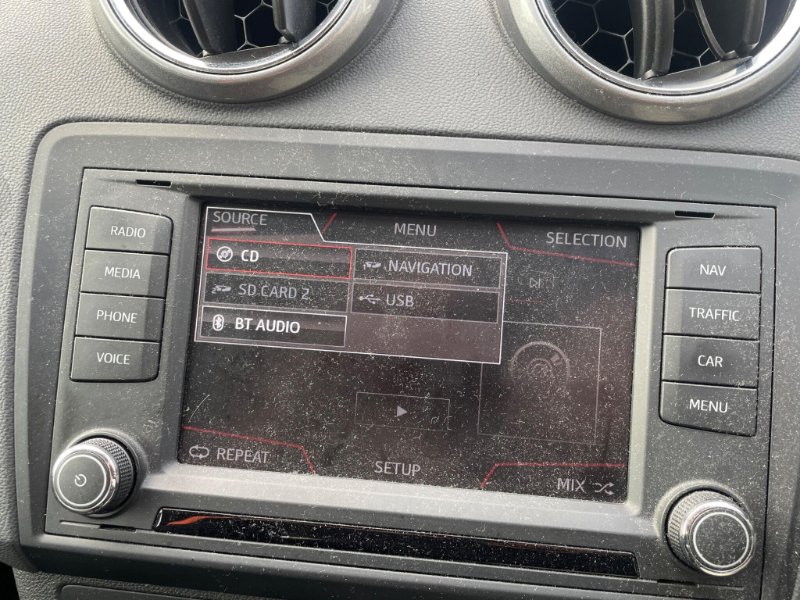 RADIO
MEDIA
PHONE
VOICE
SOURCE
MENU
SELECTION
CD
NAVIGATION
SD CARD 2
USB
BT AUDIO
REPEAT
SETUP
MIX
NAV
TRAFFIC
CAR
MENU